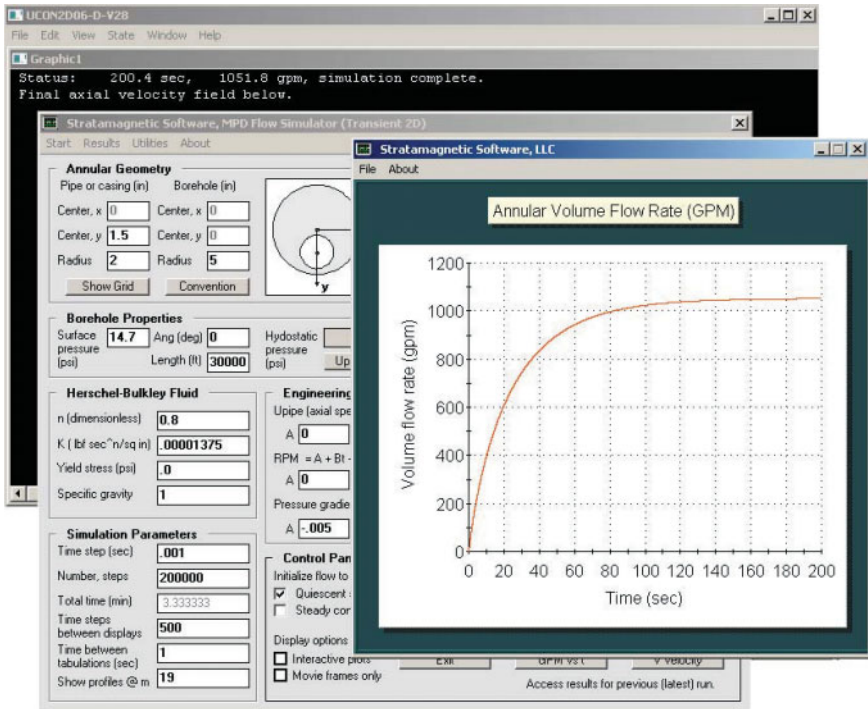 UCON2D06-D-V28
File Edit View State Window Help
Graphic1
Status: 200.4 sec, 1051.8 gpm, simulation complete.
Final axial velocity field below.
Stratamagnetic Software, MPD Flow Simulator (Transient 2D)
Start Results Utilities About
Annular Geometry
Pipe or casing (in) Borehole (in)
Center, x 0 Center, x 0
Center, y 1.5 Center, y 0
Radius 2 Radius 5
Show Grid Convention
y
Borehole Properties
Surface pressure (psi) 14.7 Ang (deg) 0 Hydostatic pressure (psi)
Length (ft) 30000 Up
Herschel-Bulkley Fluid
n (dimensionless) 0.8
K ( lbf sec^n/sq in) .00001375
Yield stress (psi) .0
Specific gravity 1
Engineering
Upipe (axial spe
A 0
RPM = A + Bt -
A 0
Pressure gradie
A -.005
Simulation Parameters
Time step (sec) .001
Number, steps 200000
Total time (min) 3.333333
Time steps between displays 500
Time between tabulations (sec) 1
Show profiles @ m 19
Control Pan
Initialize flow to
Quiescent
Steady con
Display options
Interactive plots
Movie frames only
Exit GPM vs t V velocity
Access results for previous (latest) run.
Stratamagnetic Software, LLC
File About
Annular Volume Flow Rate (GPM)
Volume flow rate (gpm)
1200
1000
800
600
400
200
0
0 20 40 60 80 100 120 140 160 180 200
Time (sec)